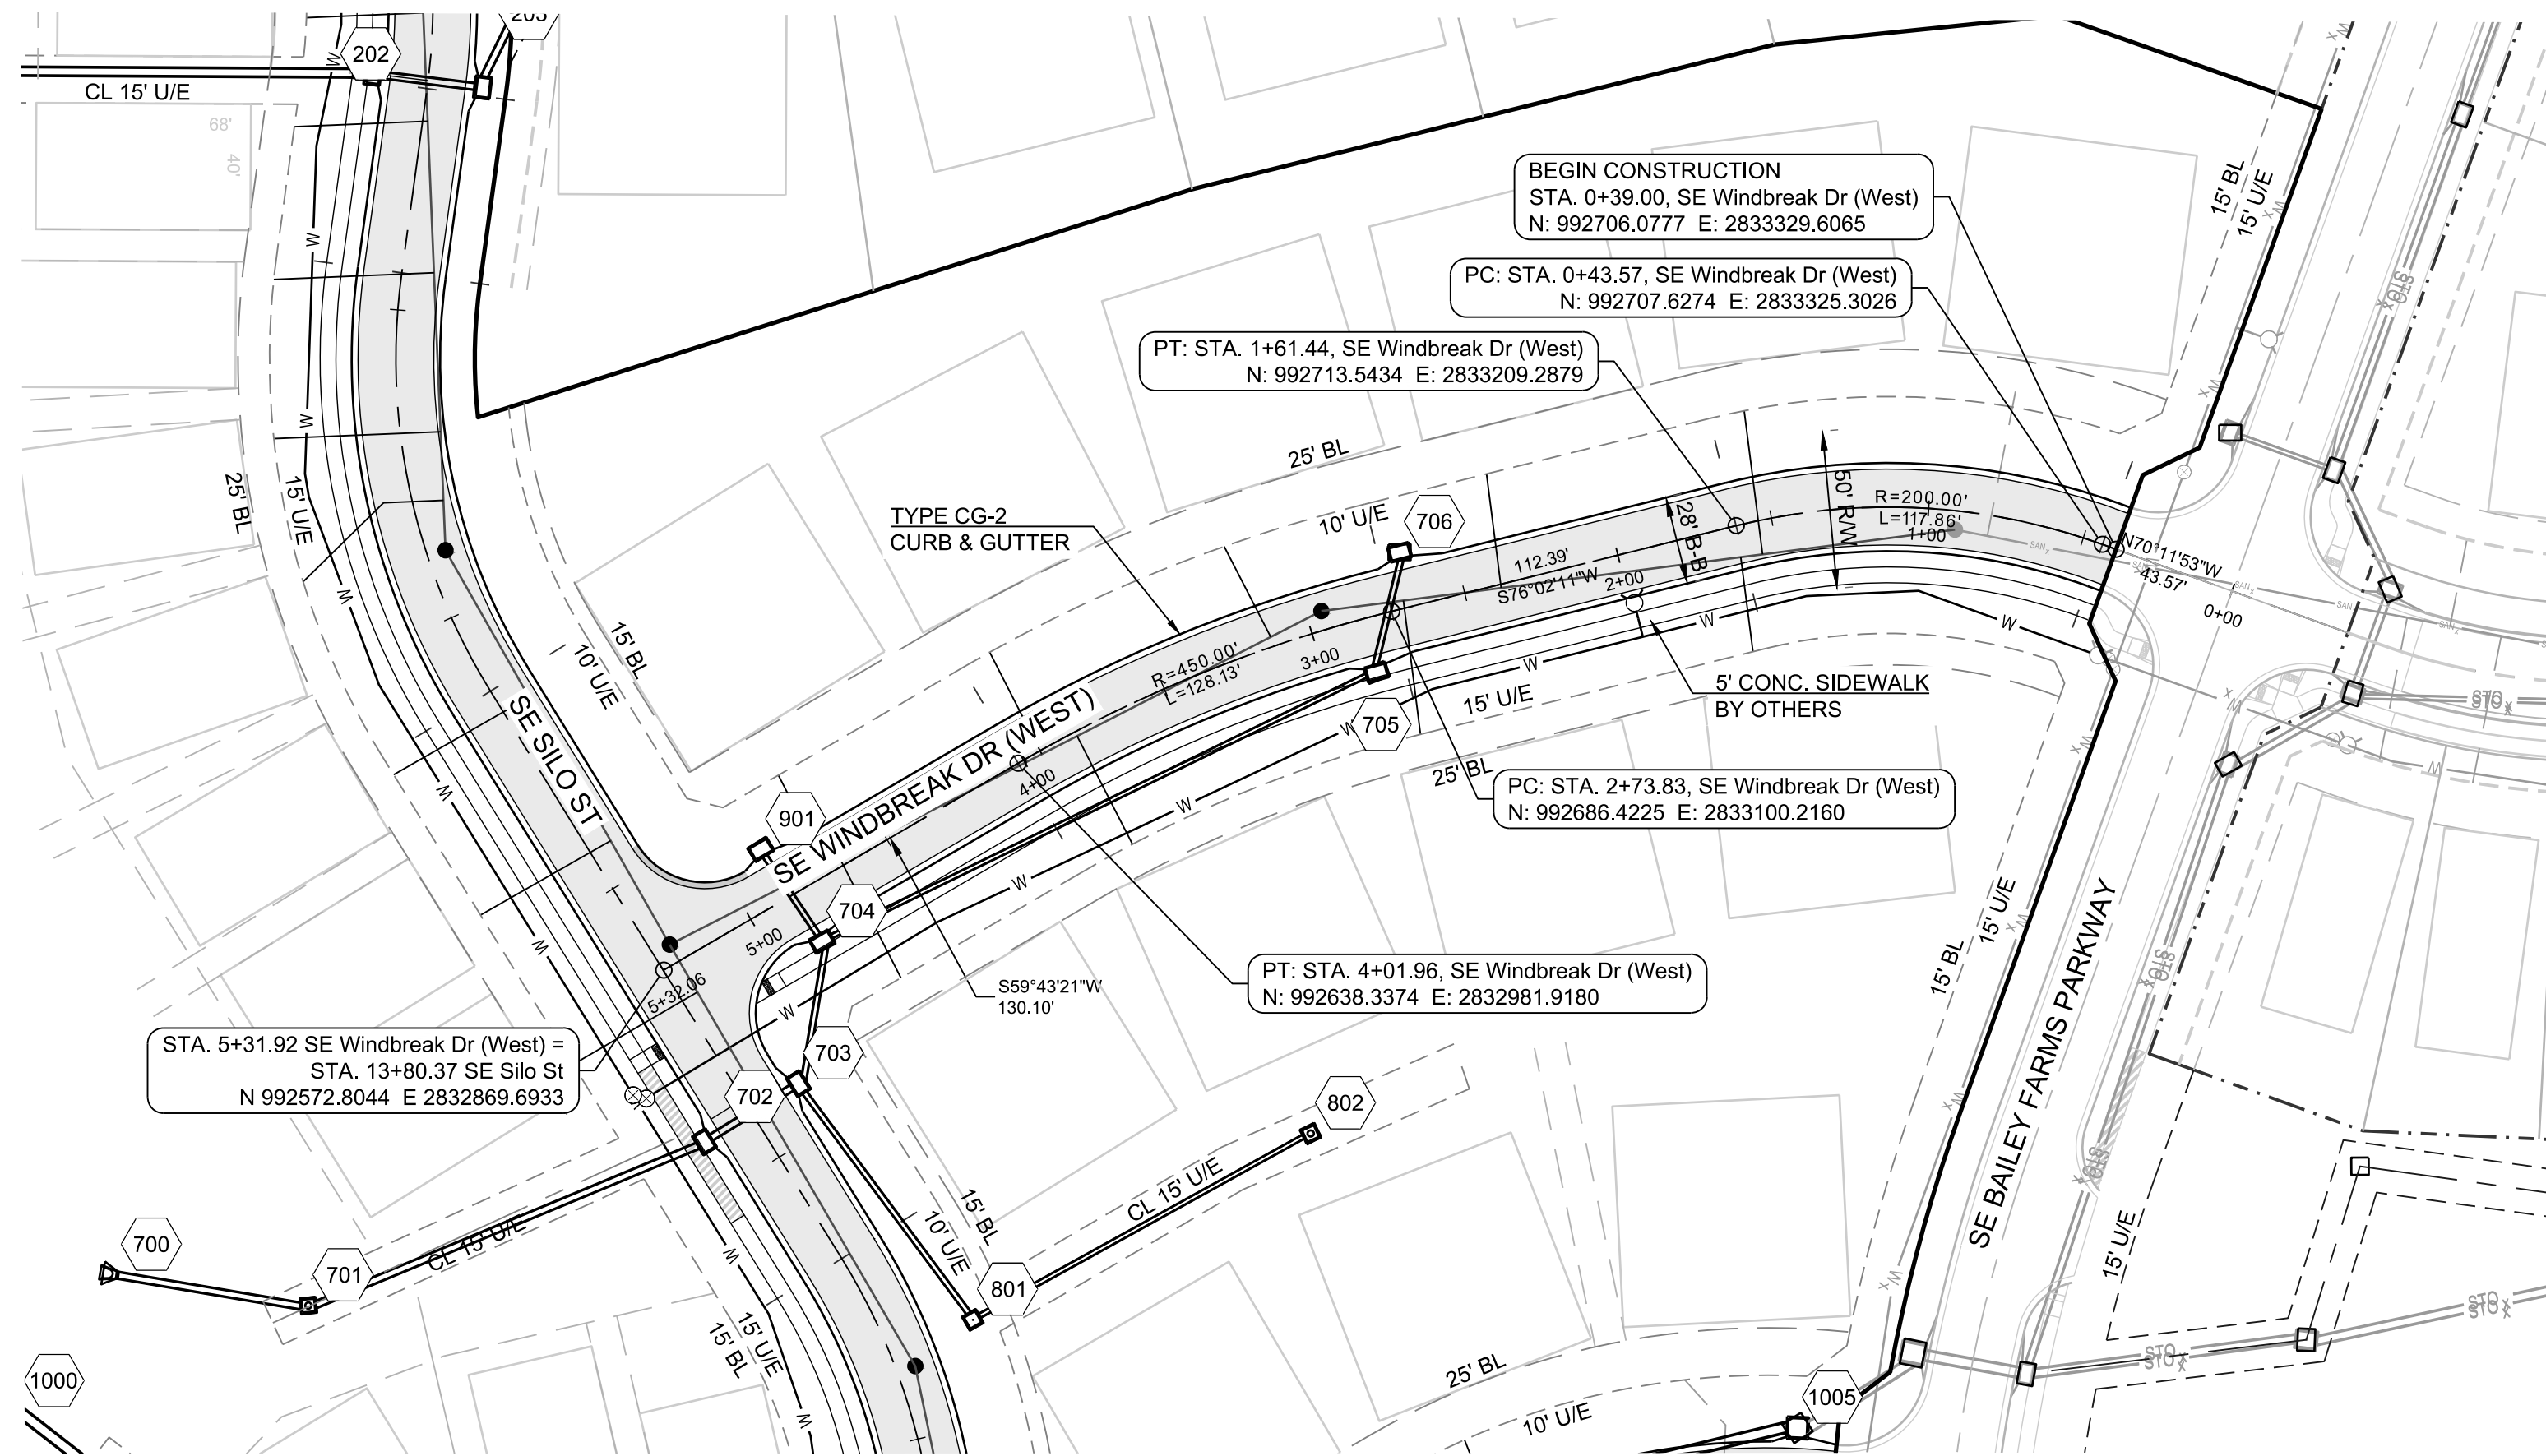 203
202
CL 15' U/E
68'
40'
BEGIN CONSTRUCTION
STA. 0+39.00, SE Windbreak Dr (West)
N: 992706.0777 E: 2833329.6065
PC: STA. 0+43.57, SE Windbreak Dr (West)
N: 992707.6274 E: 2833325.3026
PT: STA. 1+61.44, SE Windbreak Dr (West)
N: 992713.5434 E: 2833209.2879
15' BL
15' U/E
W
W
W
W
W
W
W
W
W
W
25' BL
15' U/E
25' BL
10' U/E
706
TYPE CG-2
CURB & GUTTER
28' B-B
50' R/W
R=200.00'
L=117.86'
1+00
N70°11'53"W
43.57'
0+00
SANx
SANx
SANx
SAN
112.39'
S76°02'11"W
2+00
15' BL
10' U/E
R=450.00'
L=128.13'
3+00
W
W
W
W
W
W
W
705
15' U/E
25' BL
5' CONC. SIDEWALK
BY OTHERS
PC: STA. 2+73.83, SE Windbreak Dr (West)
N: 992686.4225 E: 2833100.2160
SE SILO ST
SE WINDBREAK DR (WEST)
4+00
901
704
5+00
5+32.06
PT: STA. 4+01.96, SE Windbreak Dr (West)
N: 992638.3374 E: 2832981.9180
S59°43'21"W
130.10'
STA. 5+31.92 SE Windbreak Dr (West) =
STA. 13+80.37 SE Silo St
N 992572.8044 E 2832869.6933
703
702
802
CL 15' U/E
15' BL
10' U/E
801
700
701
CL 15' U/E
15' U/E
15' BL
1000
15' BL
15' U/E
SE BAILEY FARMS PARKWAY
15' U/E
25' BL
10' U/E
1005
STO
STO
STO
STO
STO
STO